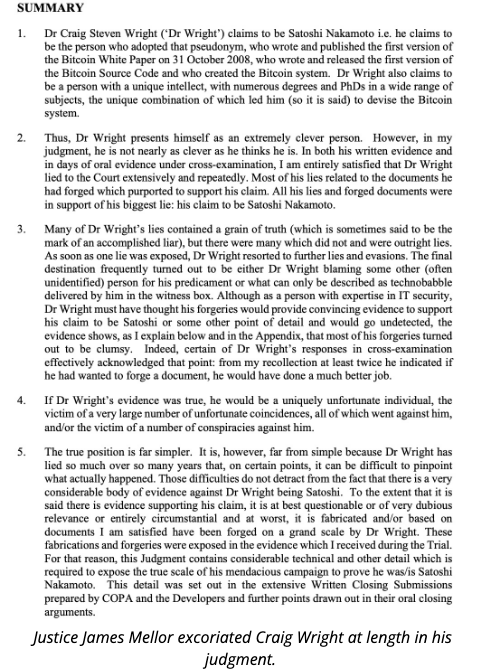 SUMMARY
1. Dr Craig Steven Wright ('Dr Wright') claims to be Satoshi Nakamoto i.e. he claims to
be the person who adopted that pseudonym, who wrote and published the first version of
the Bitcoin White Paper on 31 October 2008, who wrote and released the first version of
the Bitcoin Source Code and who created the Bitcoin system. Dr Wright also claims to
be a person with a unique intellect, with numerous degrees and PhDs in a wide range of
subjects, the unique combination of which led him (so it is said) to devise the Bitcoin
system.
2. Thus, Dr Wright presents himself as an extremely clever person. However, in my
judgment, he is not nearly as clever as he thinks he is. In both his written evidence and
in days of oral evidence under cross-examination, I am entirely satisfied that Dr Wright
lied to the Court extensively and repeatedly. Most of his lies related to the documents he
had forged which purported to support his claim. All his lies and forged documents were
in support of his biggest lie: his claim to be Satoshi Nakamoto.
3. Many of Dr Wright's lies contained a grain of truth (which is sometimes said to be the
mark of an accomplished liar), but there were many which did not and were outright lies.
As soon as one lie was exposed, Dr Wright resorted to further lies and evasions. The final
destination frequently turned out to be either Dr Wright blaming some other (often
unidentified) person for his predicament or what can only be described as technobabble
delivered by him in the witness box. Although as a person with expertise in IT security,
Dr Wright must have thought his forgeries would provide convincing evidence to support
his claim to be Satoshi or some other point of detail and would go undetected, the
evidence shows, as I explain below and in the Appendix, that most of his forgeries turned
out to be clumsy. Indeed, certain of Dr Wright's responses in cross-examination
effectively acknowledged that point: from my recollection at least twice he indicated if
he had wanted to forge a document, he would have done a much better job.
4. If Dr Wright's evidence was true, he would be a uniquely unfortunate individual, the
victim of a very large number of unfortunate coincidences, all of which went against him,
and/or the victim of a number of conspiracies against him.
5. The true position is far simpler. It is, however, far from simple because Dr Wright has
lied so much over so many years that, on certain points, it can be difficult to pinpoint
what actually happened. Those difficulties do not detract from the fact that there is a very
considerable body of evidence against Dr Wright being Satoshi. To the extent that it is
said there is evidence supporting his claim, it is at best questionable or of very dubious
relevance or entirely circumstantial and at worst, it is fabricated and/or based on
documents I am satisfied have been forged on a grand scale by Dr Wright. These
fabrications and forgeries were exposed in the evidence which I received during the Trial.
For that reason, this Judgment contains considerable technical and other detail which is
required to expose the true scale of his mendacious campaign to prove he was/is Satoshi
Nakamoto. This detail was set out in the extensive Written Closing Submissions
prepared by COPA and the Developers and further points drawn out in their oral closing
arguments.
Justice James Mellor excoriated Craig Wright at length in his
judgment.